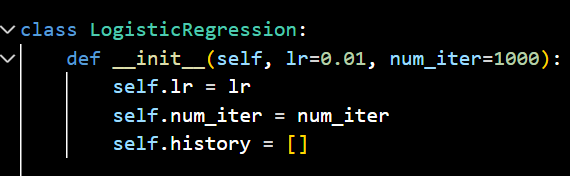 class LogisticRegression:
    def __init__(self, lr=0.01, num_iter=1000):
        self.lr = lr
        self.num_iter = num_iter
        self.history = []